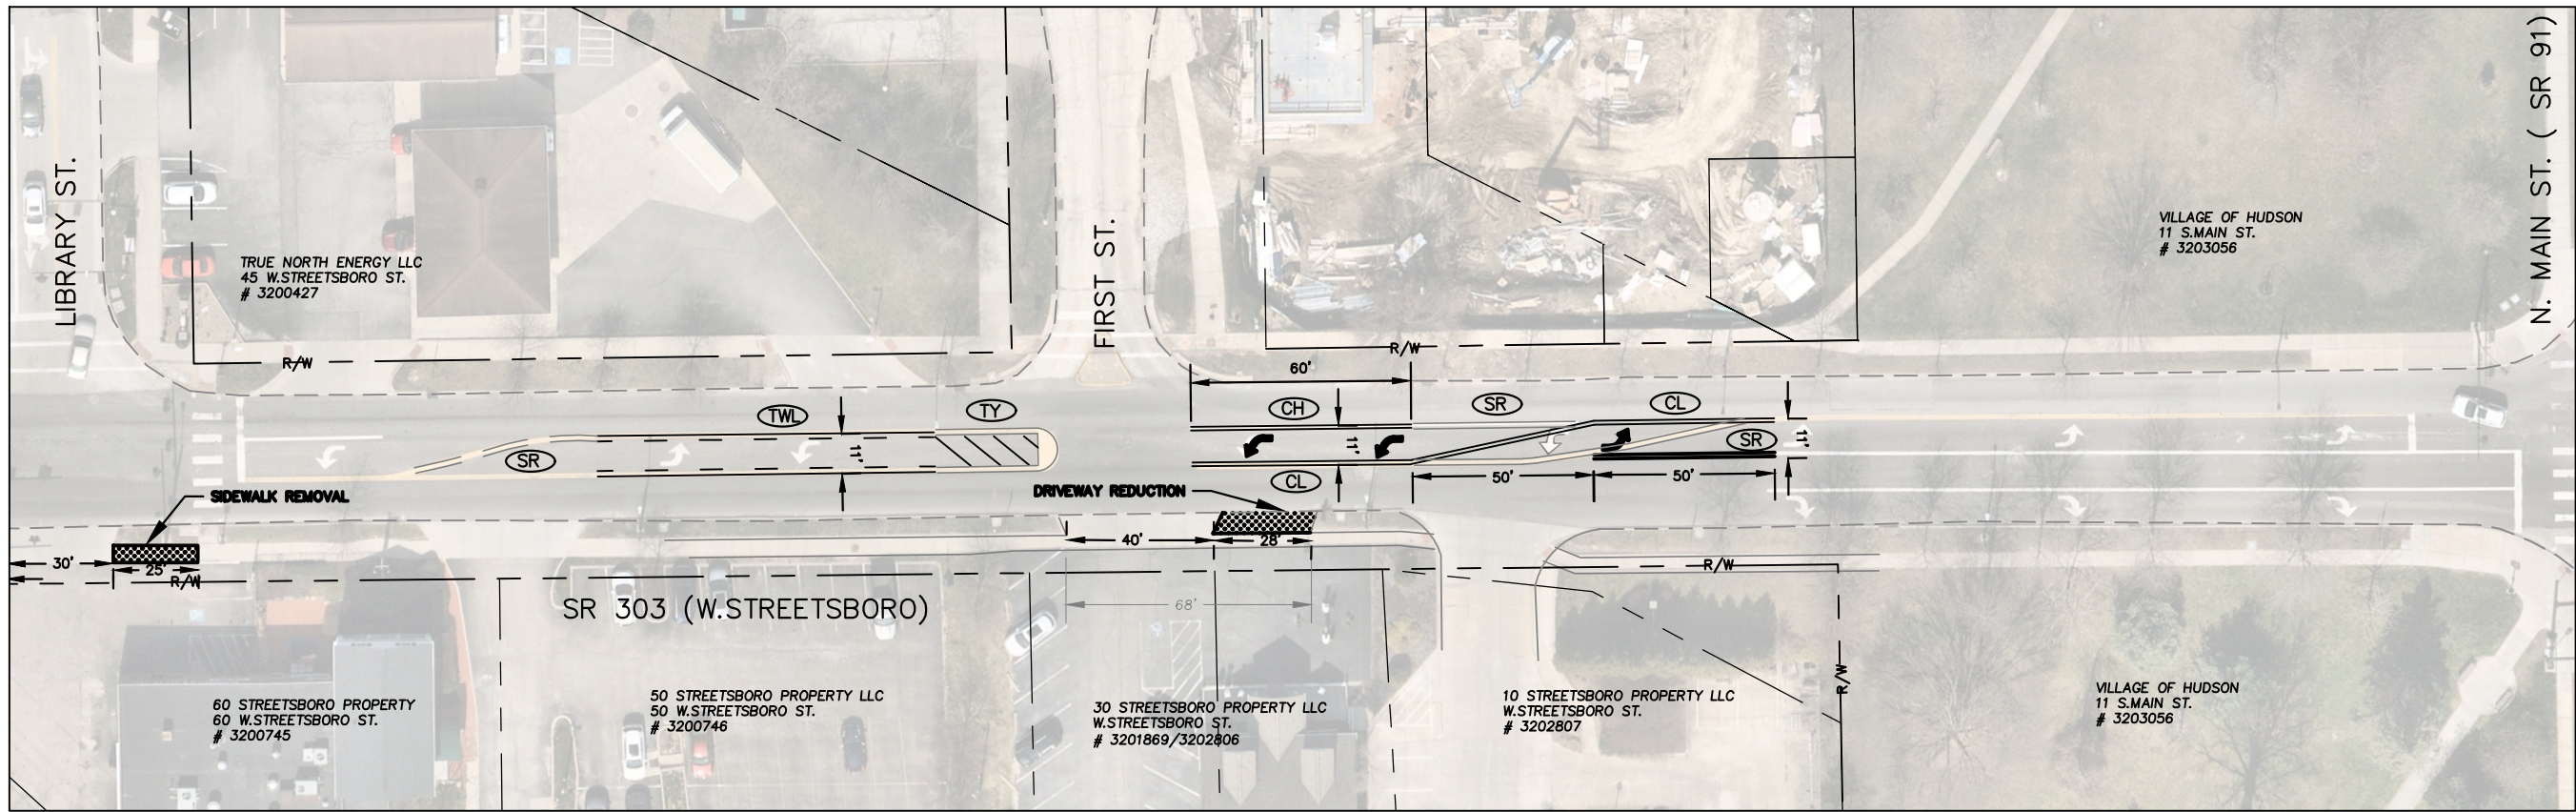 LIBRARY ST.
FIRST ST.
N. MAIN ST. ( SR 91)
TRUE NORTH ENERGY LLC
45 W.STREETSBORO ST.
# 3200427
VILLAGE OF HUDSON
11 S.MAIN ST.
# 3203056
R/W
R/W
60'
TWL
TY
CH
SR
CL
11'
11'
SR
11'
SR
CL
50'
50'
SIDEWALK REMOVAL
DRIVEWAY REDUCTION
30'
25'
R/W
40'
28'
R/W
68'
SR 303 (W.STREETSBORO)
R/W
60 STREETSBORO PROPERTY
60 W.STREETSBORO ST.
# 3200745
50 STREETSBORO PROPERTY LLC
50 W.STREETSBORO ST.
# 3200746
30 STREETSBORO PROPERTY LLC
W.STREETSBORO ST.
# 3201869/3202806
10 STREETSBORO PROPERTY LLC
W.STREETSBORO ST.
# 3202807
VILLAGE OF HUDSON
11 S.MAIN ST.
# 3203056